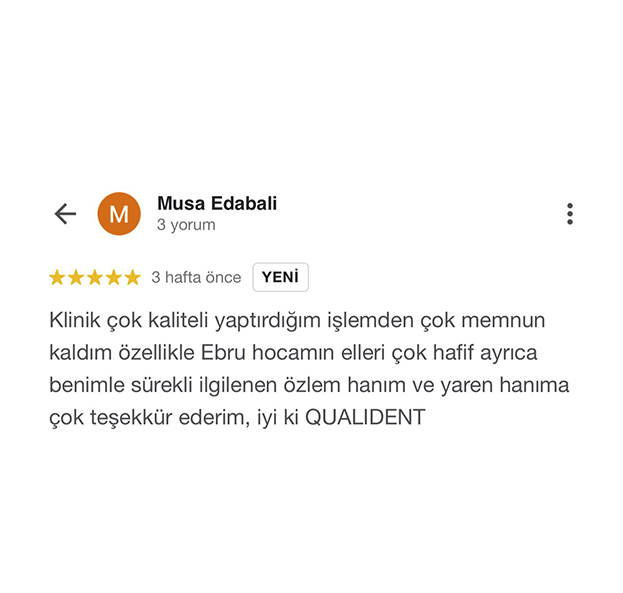 M
Musa Edabali
3 yorum
3 hafta önce YENİ
Klinik çok kaliteli yaptırdığım işlemden çok memnun
kaldım özellikle Ebru hocamın elleri çok hafif ayrıca
benimle sürekli ilgilenen özlem hanım ve yaren hanıma
çok teşekkür ederim, iyi ki QUALIDENT